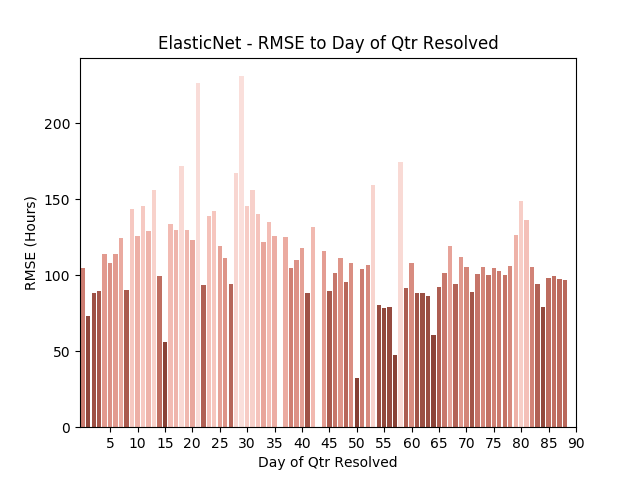 ElasticNet - RMSE to Day of Qtr Resolved
RMSE (Hours)
200
150
100
50
0
5 10 15 20 25 30 35 40 45 50 55 60 65 70 75 80 85 90
Day of Qtr Resolved